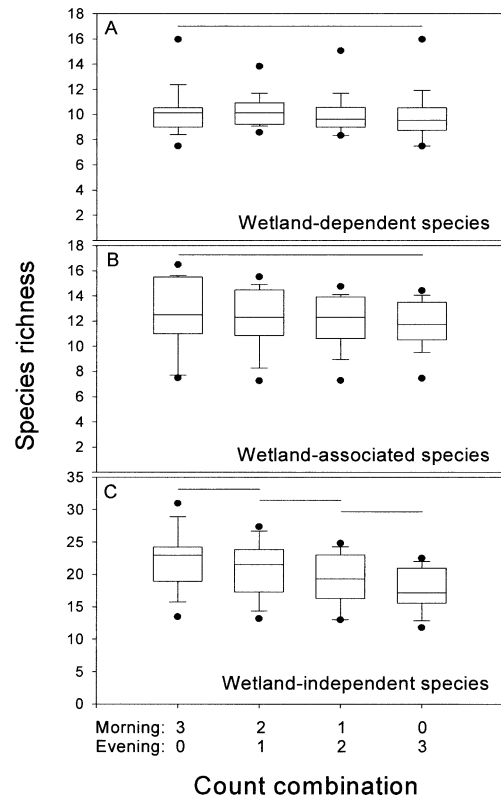 A
18
16
14
12
10
8
6
4
2
Wetland-dependent species
B
18
16
14
12
10
8
6
4
2
Wetland-associated species
C
35
30
25
20
15
10
5
0
Wetland-independent species
Species richness
Morning: 3 2 1 0
Evening: 0 1 2 3
Count combination